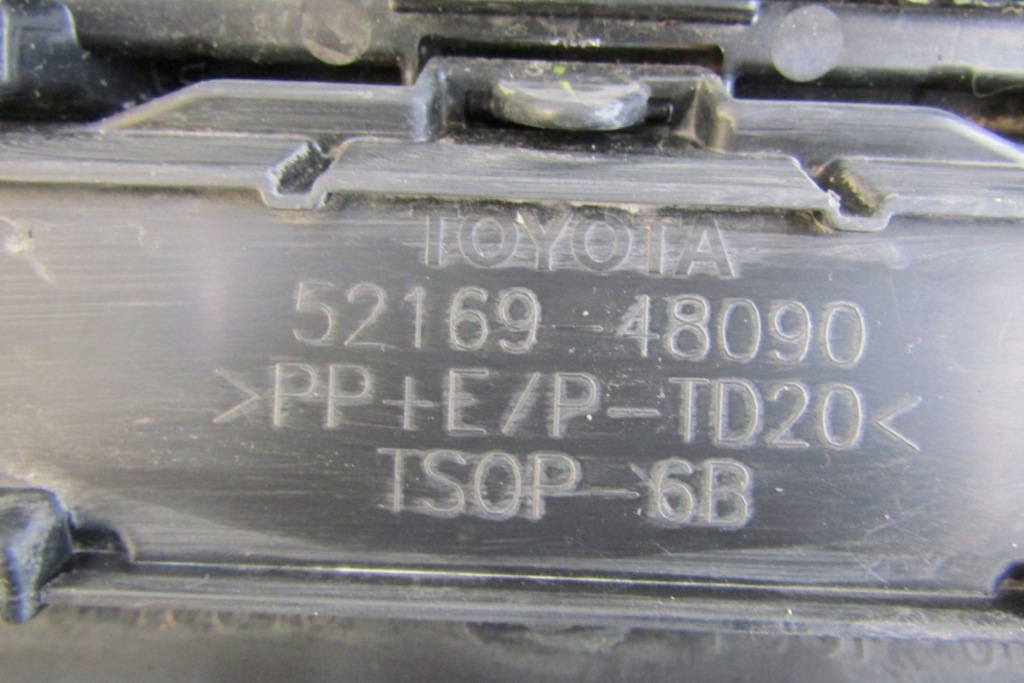 TOYOTA
52169-48090
>PP+E/P-TD20<
TSOP-6B